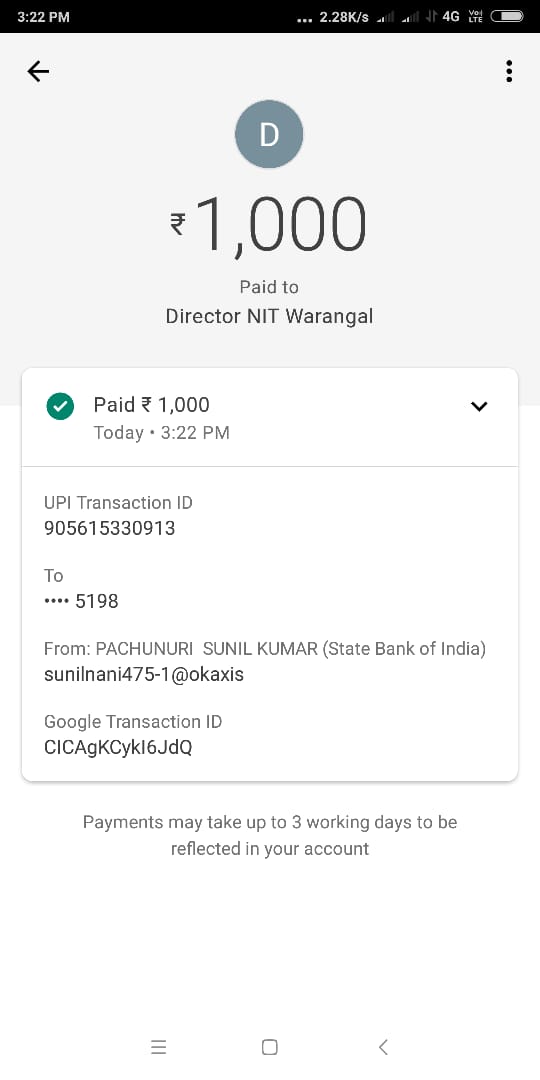 3:22 PM
... 2.28K/s 4G VoLTE
D
₹1,000
Paid to
Director NIT Warangal
Paid ₹ 1,000
Today • 3:22 PM
UPI Transaction ID
905615330913
To
•••• 5198
From: PACHUNURI SUNIL KUMAR (State Bank of India)
sunilnani475-1@okaxis
Google Transaction ID
CICAgKCykI6JdQ
Payments may take up to 3 working days to be
reflected in your account